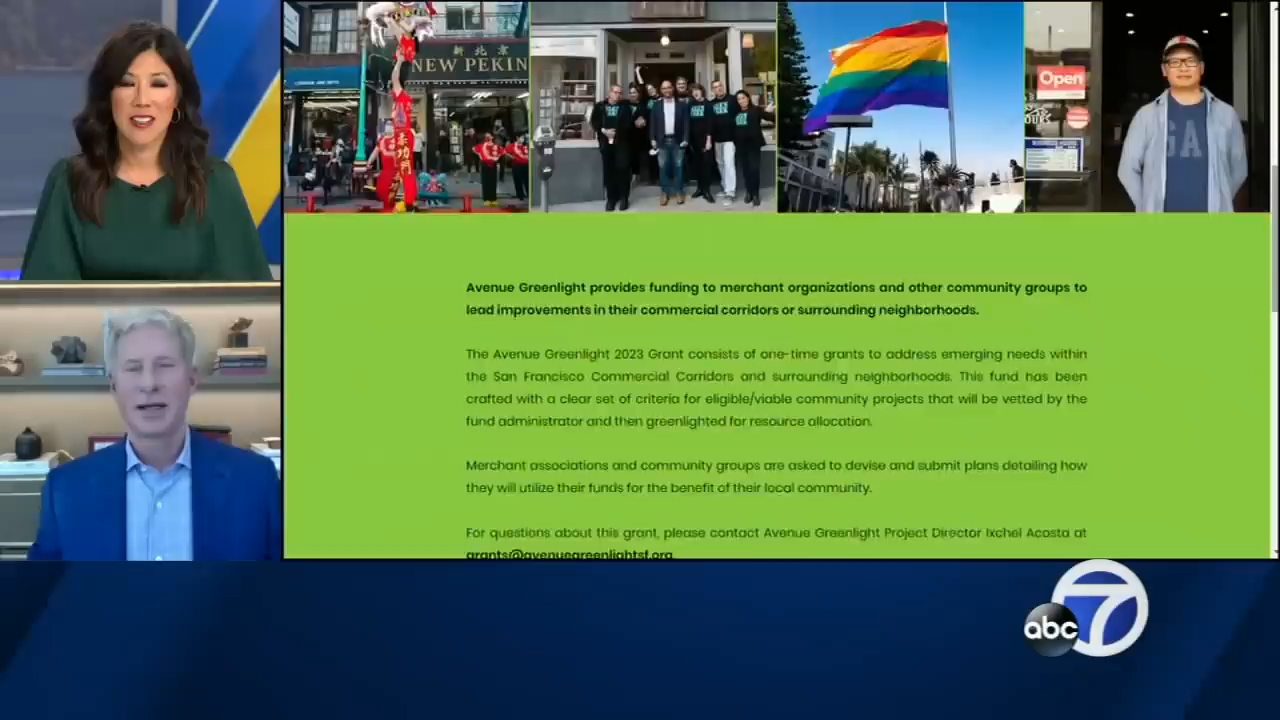 新北京
NEW PEKIN
Open
GA
Avenue Greenlight provides funding to merchant organizations and other community groups to
lead improvements in their commercial corridors or surrounding neighborhoods.
The Avenue Greenlight 2023 Grant consists of one-time grants to address emerging needs within
the San Francisco Commercial Corridors and surrounding neighborhoods. This fund has been
crafted with a clear set of criteria for eligible/viable community projects that will be vetted by the
fund administrator and then greenlighted for resource allocation.
Merchant associations and community groups are asked to devise and submit plans detailing how
they will utilize their funds for the benefit of their local community.
For questions about this grant, please contact Avenue Greenlight Project Director Ixchel Acosta at
grants@avenuegreenlightsf.org.
abc 7